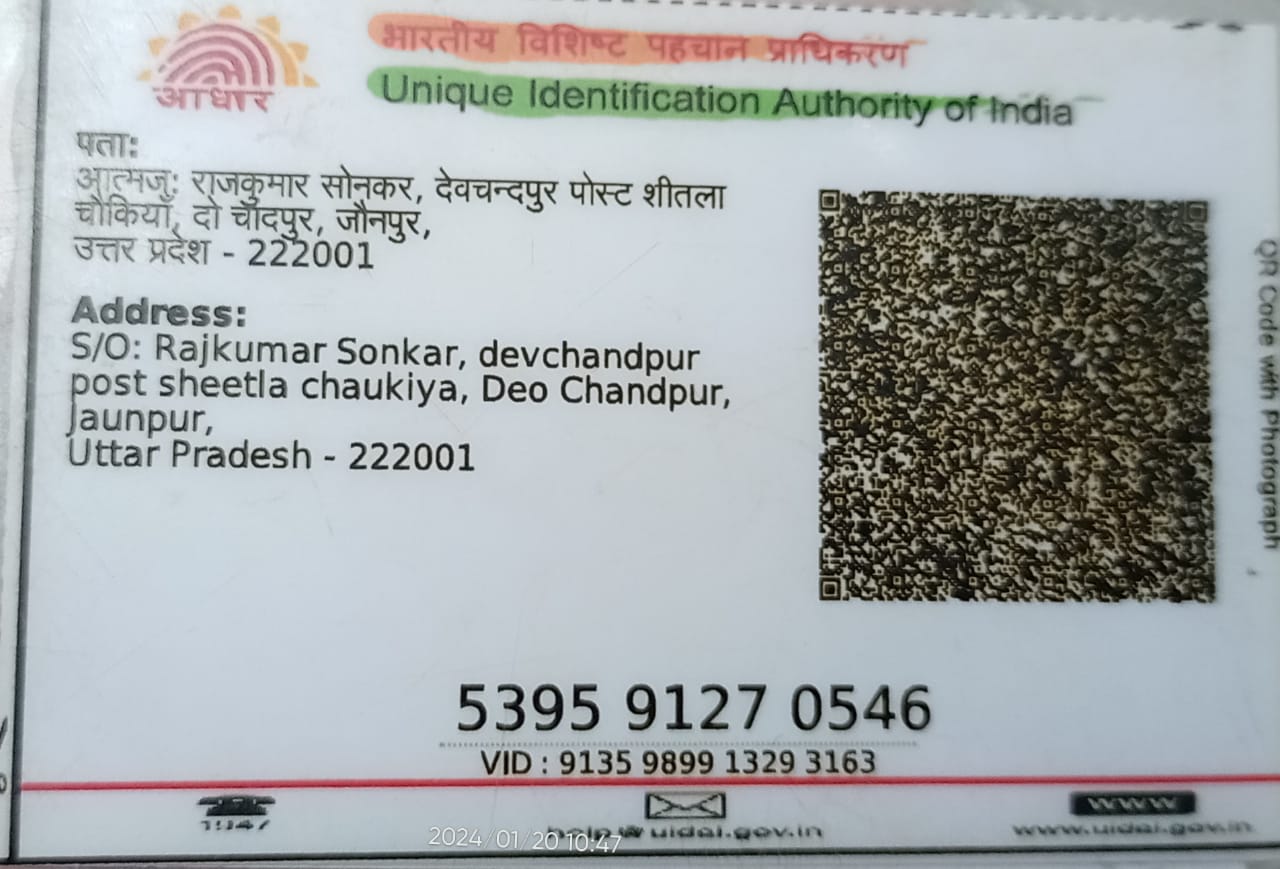 आधार
भारतीय विशिष्ट पहचान प्राधिकरण
Unique Identification Authority of India
पता:
आत्मज: राजकुमार सोनकर, देवचन्दपुर पोस्ट शीतला
चौकियाँ, दो चांदपुर, जौनपुर,
उत्तर प्रदेश - 222001
Address:
S/O: Rajkumar Sonkar, devchandpur
post sheetla chaukiya, Deo Chandpur,
Jaunpur,
Uttar Pradesh - 222001
QR Code with Photograph
5395 9127 0546
VID : 9135 9899 1329 3163
1947
help@uidai.gov.in
www
www.uidai.gov.in
2024/01/20 10:47